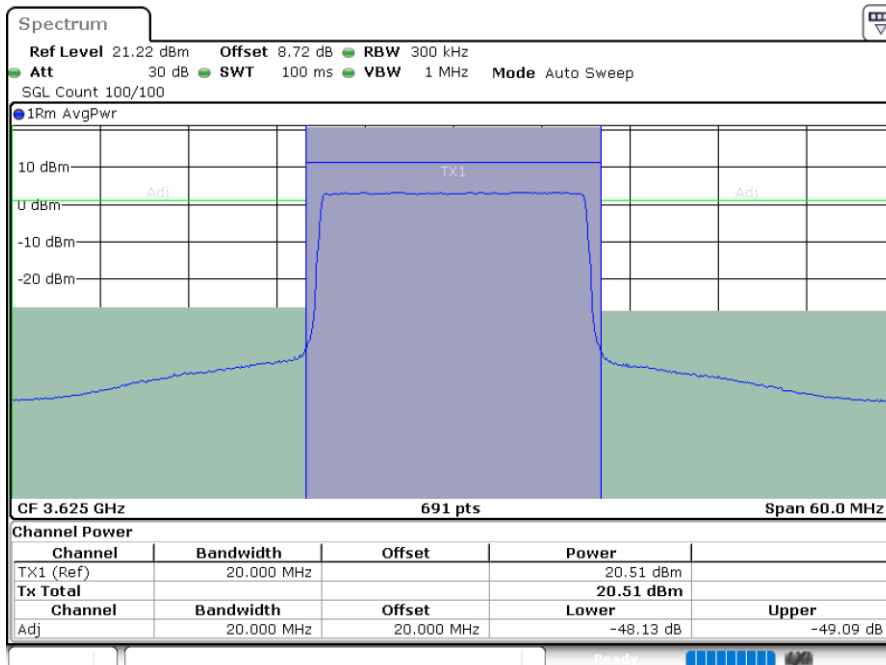 Spectrum
Ref Level 21.22 dBm Offset 8.72 dB RBW 300 kHz
Att 30 dB SWT 100 ms VBW 1 MHz Mode Auto Sweep
SGL Count 100/100
1Rm AvgPwr
10 dBm
TX1
Adj
Adj
0 dBm
-10 dBm
-20 dBm
CF 3.625 GHz 691 pts Span 60.0 MHz
Channel Power
Channel Bandwidth Offset Power
TX1 (Ref) 20.000 MHz 20.51 dBm
Tx Total 20.51 dBm
Channel Bandwidth Offset Lower Upper
Adj 20.000 MHz 20.000 MHz -48.13 dB -49.09 dB
Ready